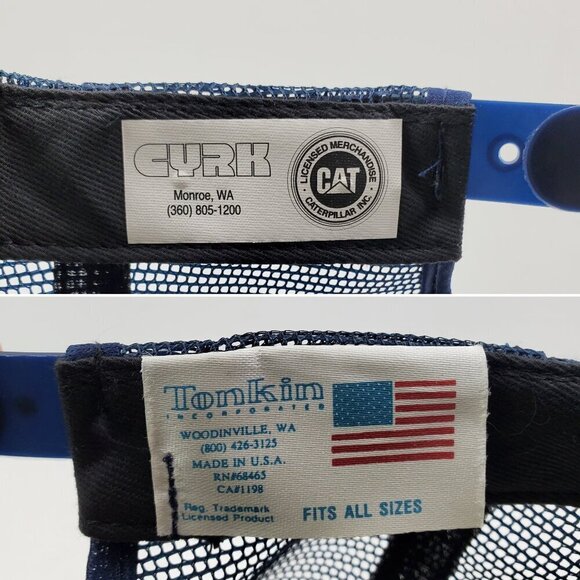 CYRK
Monroe, WA
(360) 805-1200
LICENSED MERCHANDISE
CAT
CATERPILLAR INC.
Tonkin
INCORPORATED
WOODINVILLE, WA
(800) 426-3125
MADE IN U.S.A.
RN#68465
CA#1198
Reg. Trademark
Licensed Product
FITS ALL SIZES